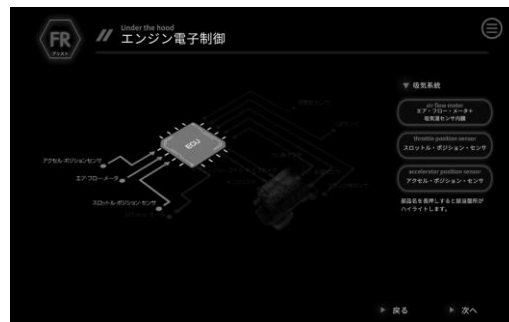 FR
Under the hood
エンジン電子制御
▼ 吸気系統
air flow meter
エア・フロー・メータ+
吸気温センサ内蔵
throttle position sensor
スロットル・ポジション・センサ
accelerator position sensor
アクセル・ポジション・センサ
部品名を長押しすると該当箇所が
ハイライトします。
ECU
アクセル・ポジションセンサ
エア・フローメータ
スロットル・ポジションセンサ
▶ 戻る
▶ 次へ